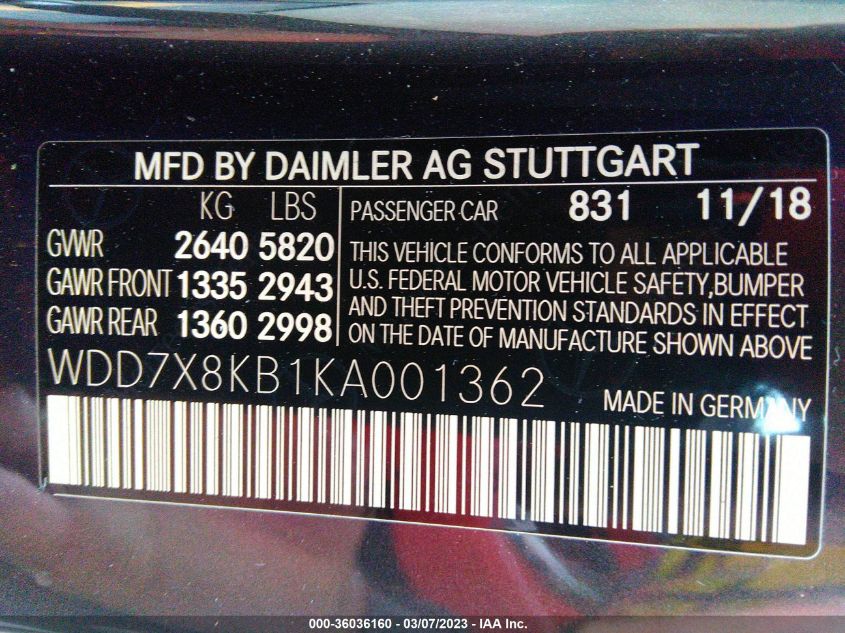 MFD BY DAIMLER AG STUTTGART
KG LBS
GVWR 2640 5820
GAWR FRONT 1335 2943
GAWR REAR 1360 2998
PASSENGER CAR 831 11/18
THIS VEHICLE CONFORMS TO ALL APPLICABLE
U.S. FEDERAL MOTOR VEHICLE SAFETY,BUMPER
AND THEFT PREVENTION STANDARDS IN EFFECT
ON THE DATE OF MANUFACTURE SHOWN ABOVE
WDD7X8KB1KA001362
MADE IN GERMANY
000-36036160 - 03/07/2023 - IAA Inc.